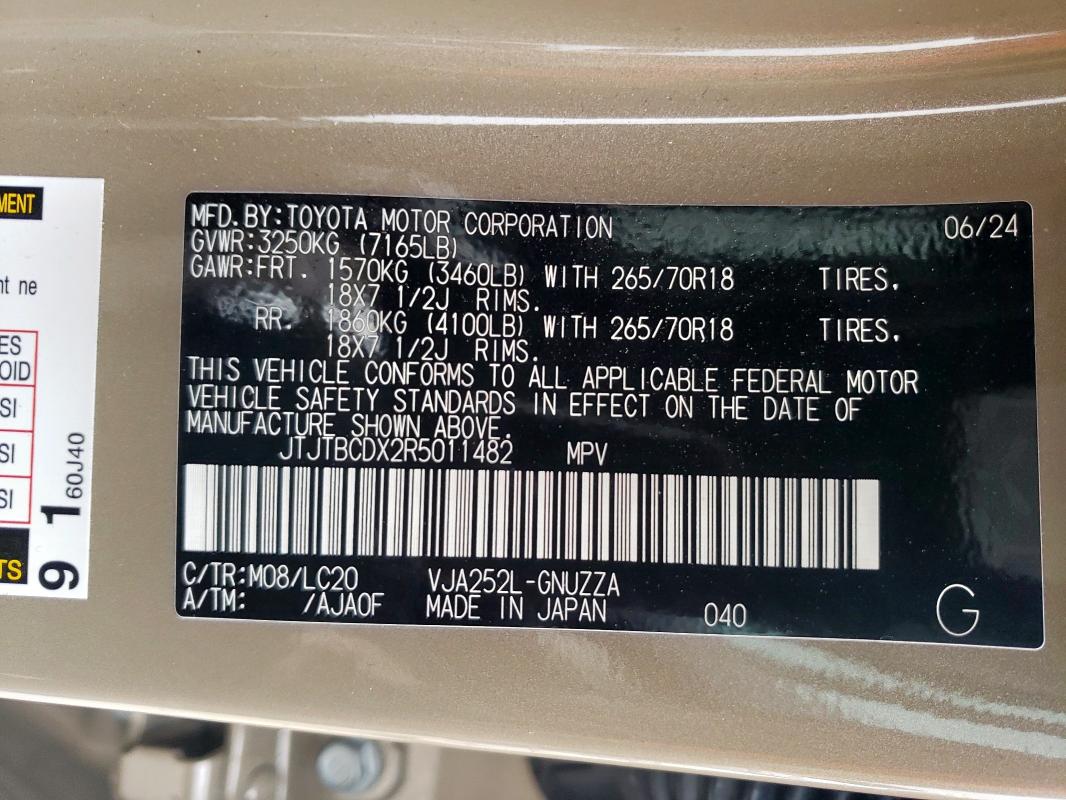 MFD.BY:TOYOTA MOTOR CORPORATION 06/24
GVWR:3250KG (7165LB)
GAWR:FRT. 1570KG (3460LB) WITH 265/70R18 TIRES.
18X7 1/2J RIMS.
RR. 1860KG (4100LB) WITH 265/70R18 TIRES.
18X7 1/2J RIMS.
THIS VEHICLE CONFORMS TO ALL APPLICABLE FEDERAL MOTOR
VEHICLE SAFETY STANDARDS IN EFFECT ON THE DATE OF
MANUFACTURE SHOWN ABOVE.
JTJTBCDX2R5011482 MPV
C/TR:M08/LC20 VJA252L-GNUZZA
A/TM: /AJA0F MADE IN JAPAN 040
G
MENT
nt ne
ES
OID
SI
SI
SI
TS
91
60J40